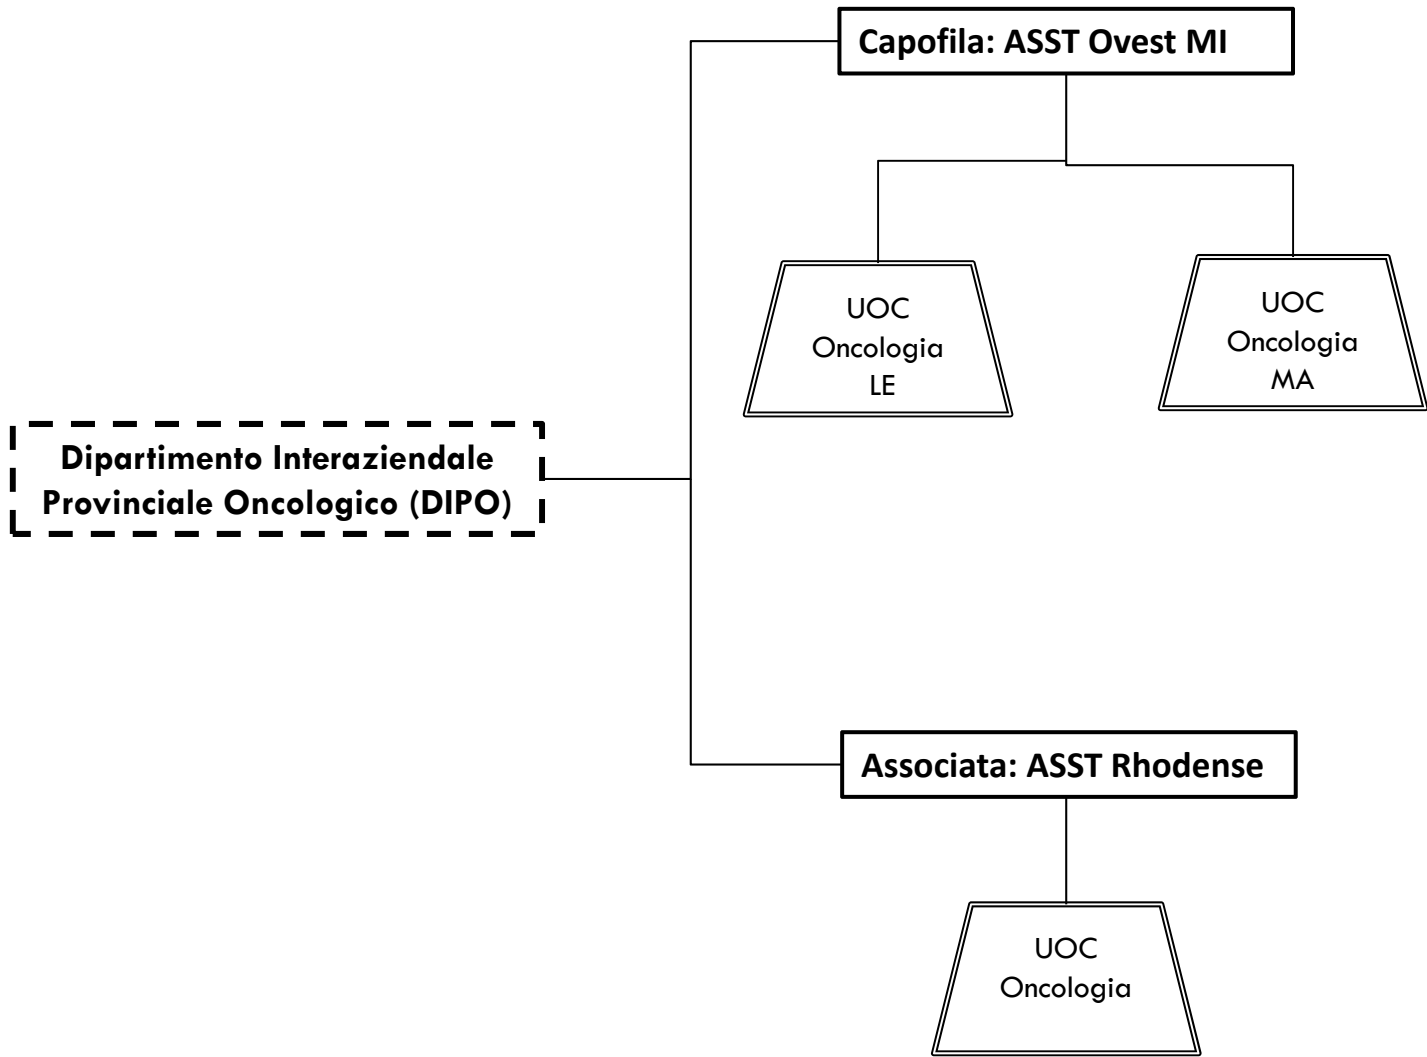 Capofila: ASST Ovest MI
UOC
Oncologia
LE
UOC
Oncologia
MA
Dipartimento Interaziendale
Provinciale Oncologico (DIPO)
Associata: ASST Rhodense
UOC
Oncologia